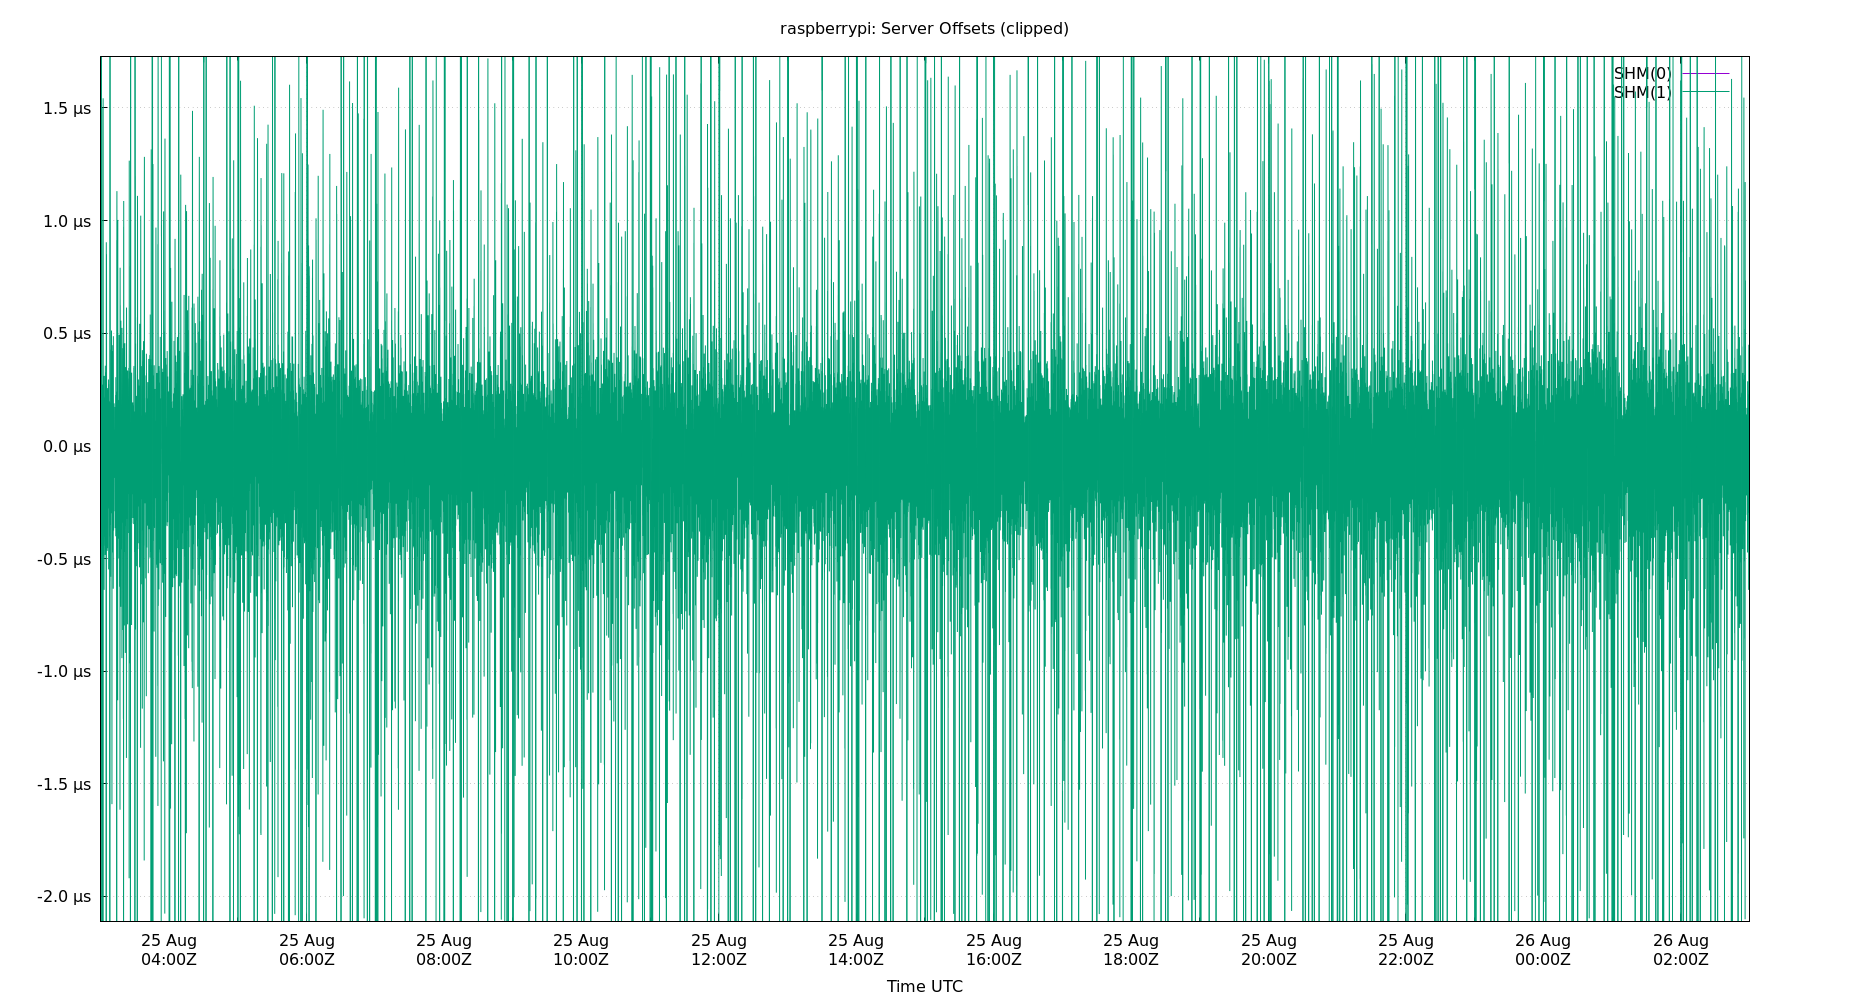 raspberrypi: Server Offsets (clipped)
SHM(0)
SHM(1)
1.5 µs
1.0 µs
0.5 µs
0.0 µs
-0.5 µs
-1.0 µs
-1.5 µs
-2.0 µs
25 Aug 25 Aug 25 Aug 25 Aug 25 Aug 25 Aug 25 Aug 25 Aug 25 Aug 25 Aug 26 Aug 26 Aug
04:00Z 06:00Z 08:00Z 10:00Z 12:00Z 14:00Z 16:00Z 18:00Z 20:00Z 22:00Z 00:00Z 02:00Z
Time UTC